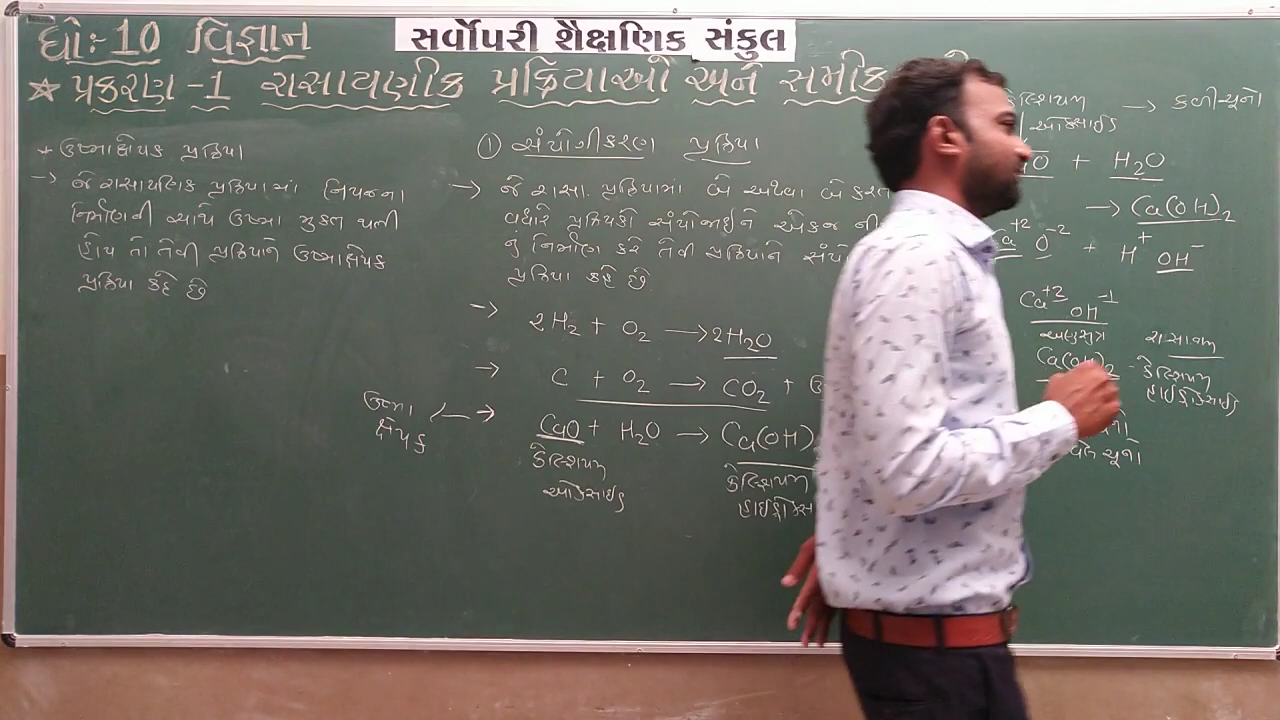 ધોઃ-10 વિજ્ઞાન
સર્વોપરી શૈક્ષણિક સંકુલ
★ પ્રકરણ -1 રાસાયણીક પ્રક્રિયાઓ અને
* ઉષ્માક્ષેપક પ્રક્રિયા
→ જે રાસાયણિક પ્રક્રિયામાં નિપજના
નિર્માણની સાથે ઉષ્મા મુક્ત થતી
હોય તો તેવી પ્રક્રિયાને ઉષ્માક્ષેપક
પ્રક્રિયા કહે છે
① સંયોગીકરણ પ્રક્રિયા
→ જે રાસા. પ્રક્રિયામાં બે અથવા બે કરતા
વધારે પ્રક્રિયકો સંયોજાઈને એકજ
નું નિર્માણ કરે તેવી પ્રક્રિયાને
પ્રક્રિયા કહે છે
→ 2H₂ + O₂ → 2H₂O
→ C + O₂ → CO₂ +
ઉષ્મા ક્ષેપક → CaO + H₂O → Ca(OH)
કેલ્શિયમ ઓક્સાઈડ
કેલ્શિયમ
→ કળીચૂનો
ઓક્સાઈડ
+ H₂O
→ Ca(OH)₂
O⁻² + H⁺ OH⁻
Ca⁺² OH⁻¹
અણુસૂત્ર
Ca(OH)₂
રાસા નામ
કેલ્શિયમ
હાઈડ્રોક્સાઈડ
ચૂનો